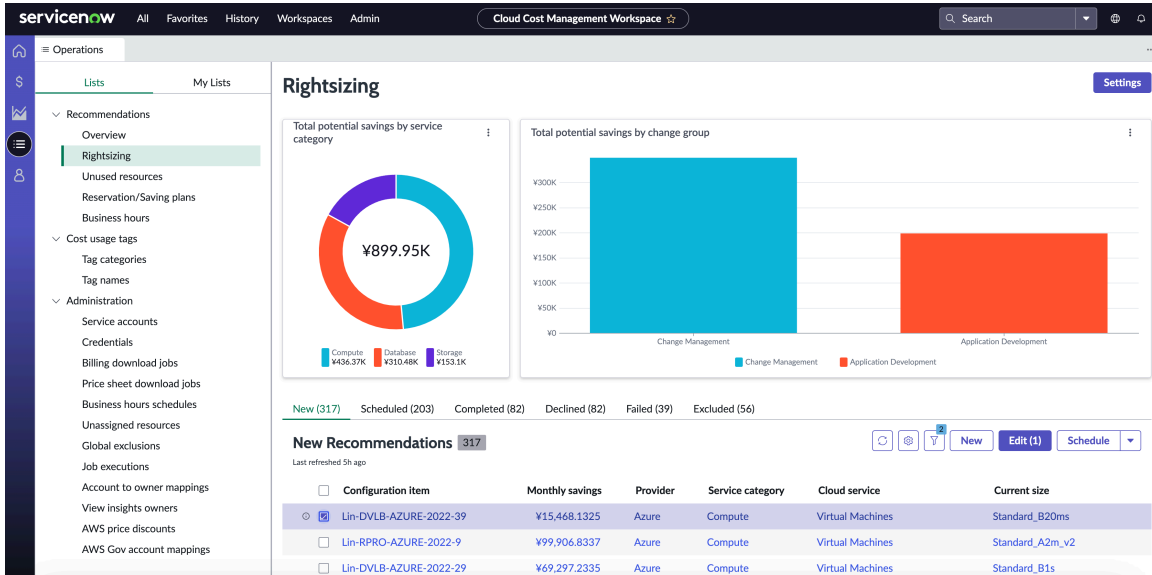 servicenow All Favorites History Workspaces Admin Cloud Cost Management Workspace Search
Operations
Lists My Lists
Recommendations
Overview
Rightsizing
Unused resources
Reservation/Saving plans
Business hours
Cost usage tags
Tag categories
Tag names
Administration
Service accounts
Credentials
Billing download jobs
Price sheet download jobs
Business hours schedules
Unassigned resources
Global exclusions
Job executions
Account to owner mappings
View insights owners
AWS price discounts
AWS Gov account mappings
Rightsizing
Settings
Total potential savings by service
category
¥899.95K
Compute Database Storage
¥436.37K ¥310.48K ¥153.1K
Total potential savings by change group
¥300K
¥250K
¥200K
¥150K
¥100K
¥50K
¥0
Change Management Application Development
Change Management Application Development
New (317) Scheduled (203) Completed (82) Declined (82) Failed (39) Excluded (56)
New Recommendations 317
Last refreshed 5h ago
2 New Edit (1) Schedule
Configuration item Monthly savings Provider Service category Cloud service Current size
Lin-DVLB-AZURE-2022-39 ¥15,468.1325 Azure Compute Virtual Machines Standard_B20ms
Lin-RPRO-AZURE-2022-9 ¥99,906.8337 Azure Compute Virtual Machines Standard_A2m_v2
Lin-DVLB-AZURE-2022-29 ¥69,297.2335 Azure Compute Virtual Machines Standard_B1s